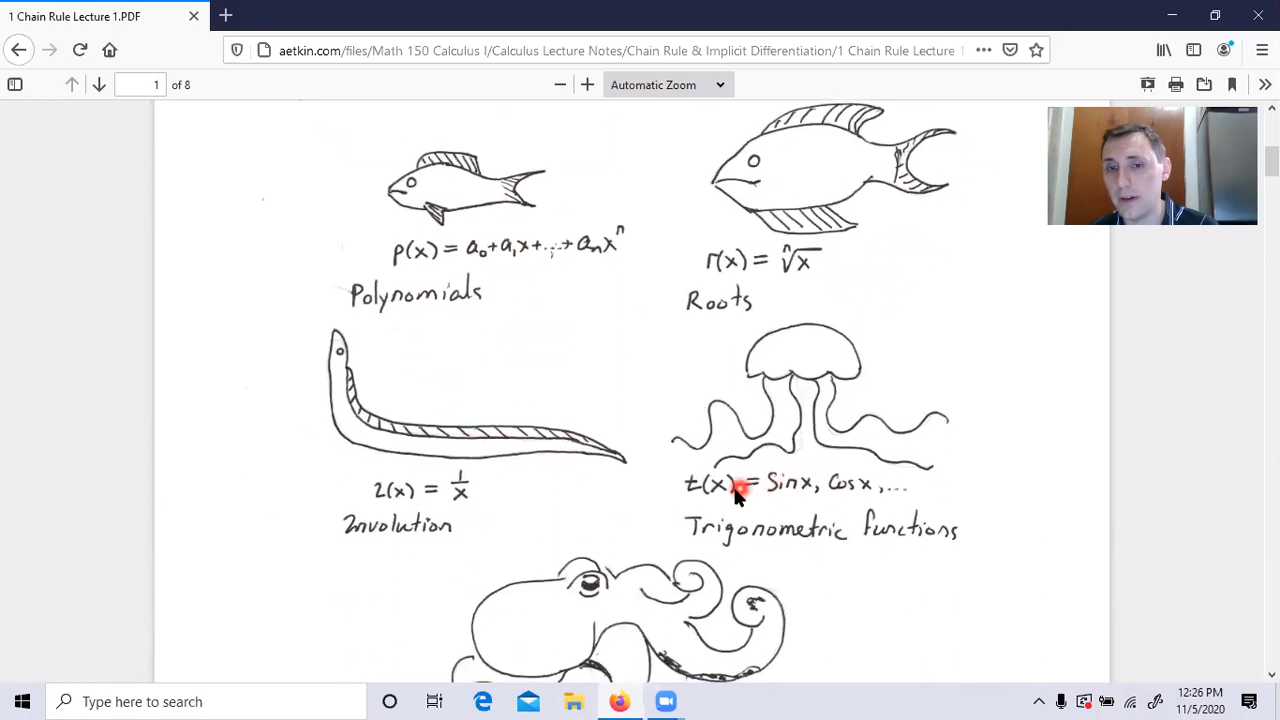 1 Chain Rule Lecture 1.PDF
aetkin.com/files/Math 150 Calculus I/Calculus Lecture Notes/Chain Rule & Implicit Differentiation/1 Chain Rule Lecture 1
1 of 8
Automatic Zoom
p(x) = a₀+a₁x+...+aₙxⁿ
r(x) = ⁿ√x
Polynomials
Roots
i(x) = 1/x
t(x) = Sin x, Cos x, ...
Involution
Trigonometric functions
Type here to search
12:26 PM
11/5/2020